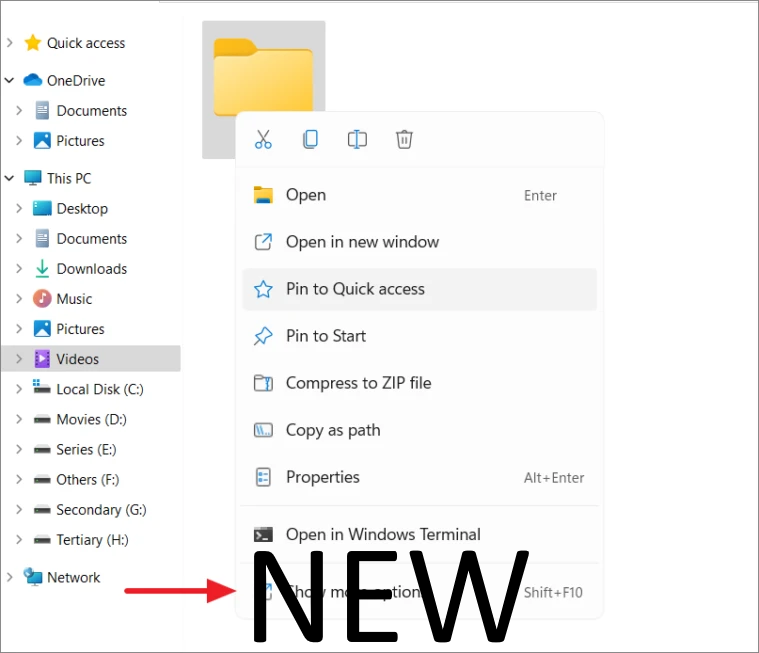 Quick access
OneDrive
Documents
Pictures
This PC
Desktop
Documents
Downloads
Music
Pictures
Videos
Local Disk (C:)
Movies (D:)
Series (E:)
Others (F:)
Secondary (G:)
Tertiary (H:)
Network
Open Enter
Open in new window
Pin to Quick access
Pin to Start
Compress to ZIP file
Copy as path
Properties Alt+Enter
Open in Windows Terminal
Show more options Shift+F10
NEW